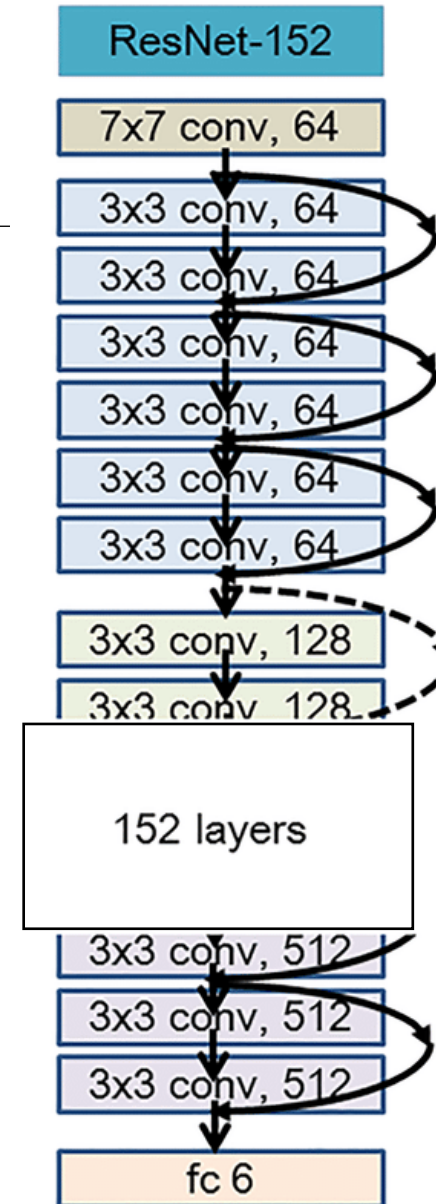 ResNet-152
7x7 conv, 64
3x3 conv, 64
3x3 conv, 64
3x3 conv, 64
3x3 conv, 64
3x3 conv, 64
3x3 conv, 64
3x3 conv, 128
3x3 conv, 128
152 layers
3x3 conv, 512
3x3 conv, 512
3x3 conv, 512
fc 6